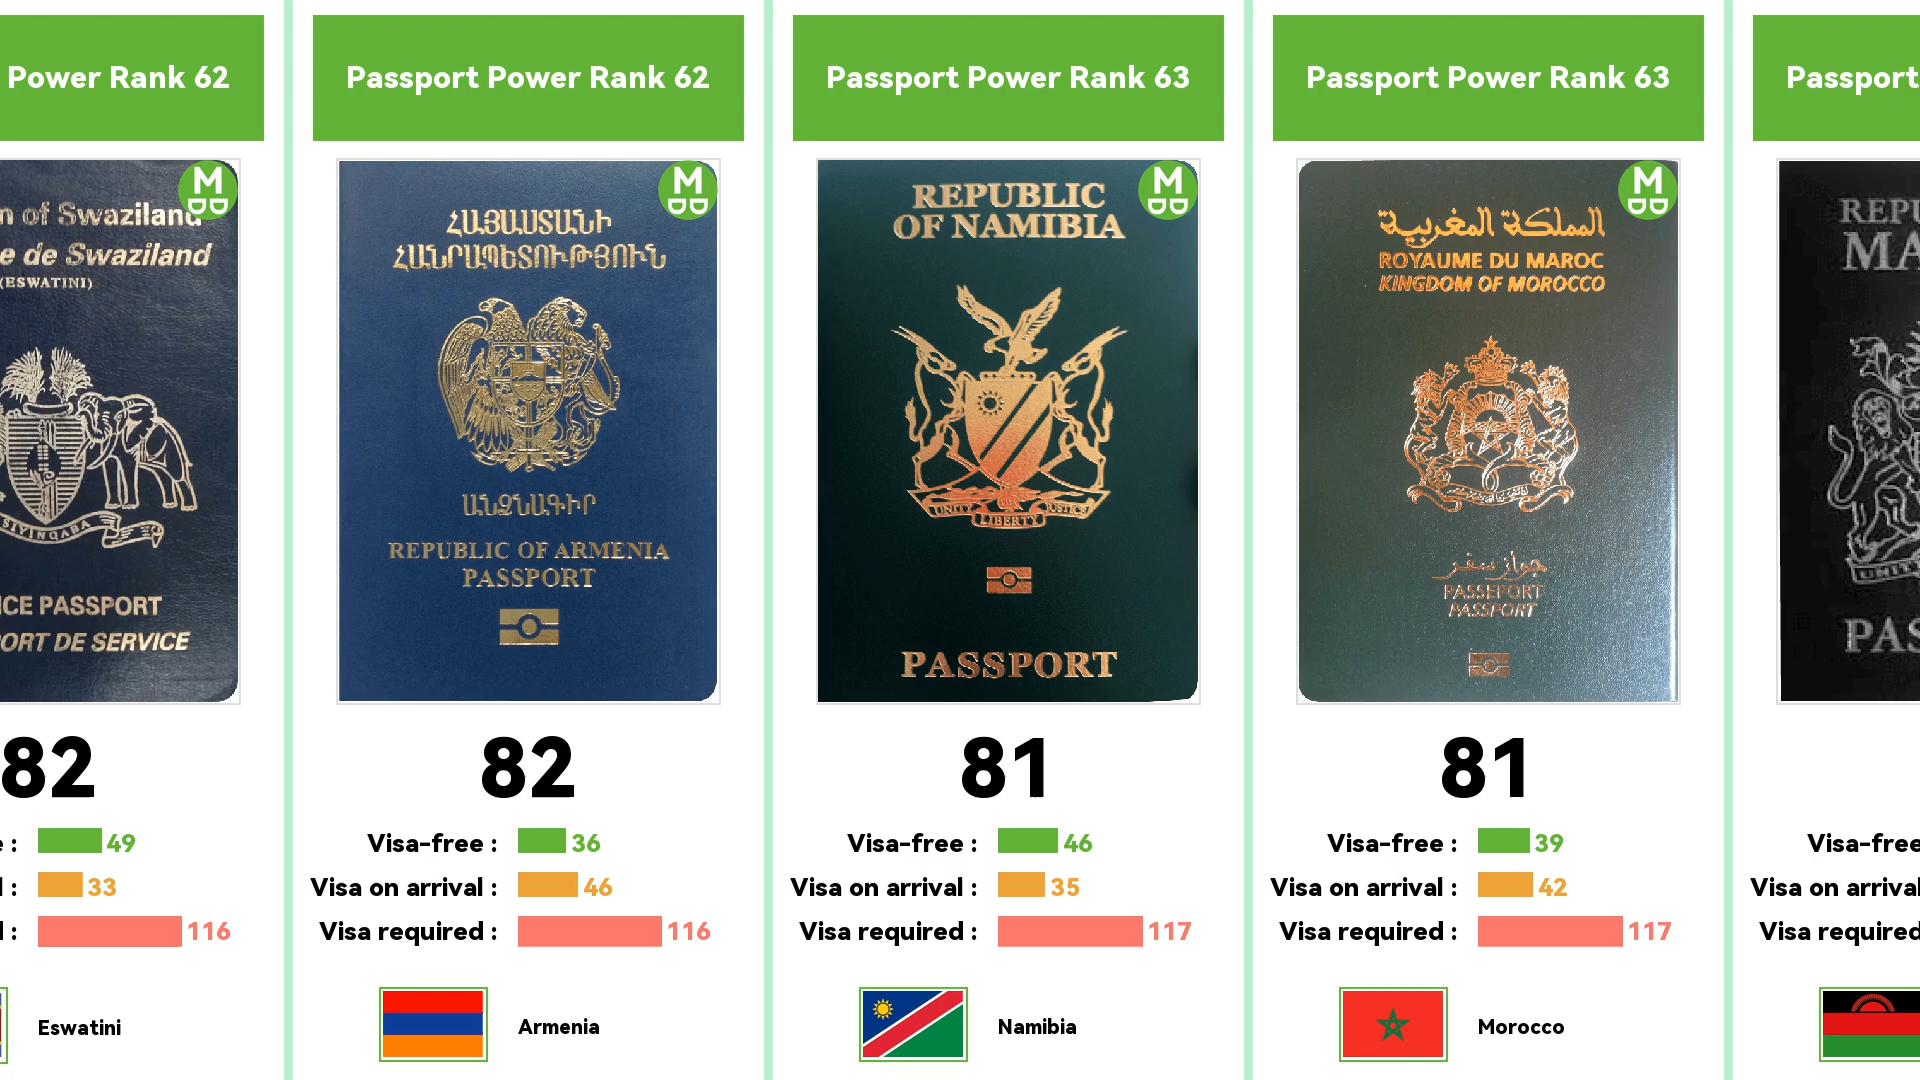 Power Rank 62
n of Swaziland
e de Swaziland
(ESWATINI)
SIYINQABA
ICE PASSPORT
ORT DE SERVICE
82
e : 49
l : 33
d : 116
Eswatini
Passport Power Rank 62
MDD
ՀԱՅԱՍՏԱՆԻ
ՀԱՆՐԱՊԵՏՈՒԹՅՈՒՆ
ԱՆՁՆԱԳԻՐ
REPUBLIC OF ARMENIA
PASSPORT
82
Visa-free : 36
Visa on arrival : 46
Visa required : 116
Armenia
Passport Power Rank 63
MDD
REPUBLIC
OF NAMIBIA
UNITY LIBERTY JUSTICE
PASSPORT
81
Visa-free : 46
Visa on arrival : 35
Visa required : 117
Namibia
Passport Power Rank 63
MDD
المملكة المغربية
ROYAUME DU MAROC
KINGDOM OF MOROCCO
جواز سفر
PASSEPORT
PASSPORT
81
Visa-free : 39
Visa on arrival : 42
Visa required : 117
Morocco
Passport
REPU
MA
UNIT
PAS
Visa-free
Visa on arrival
Visa required